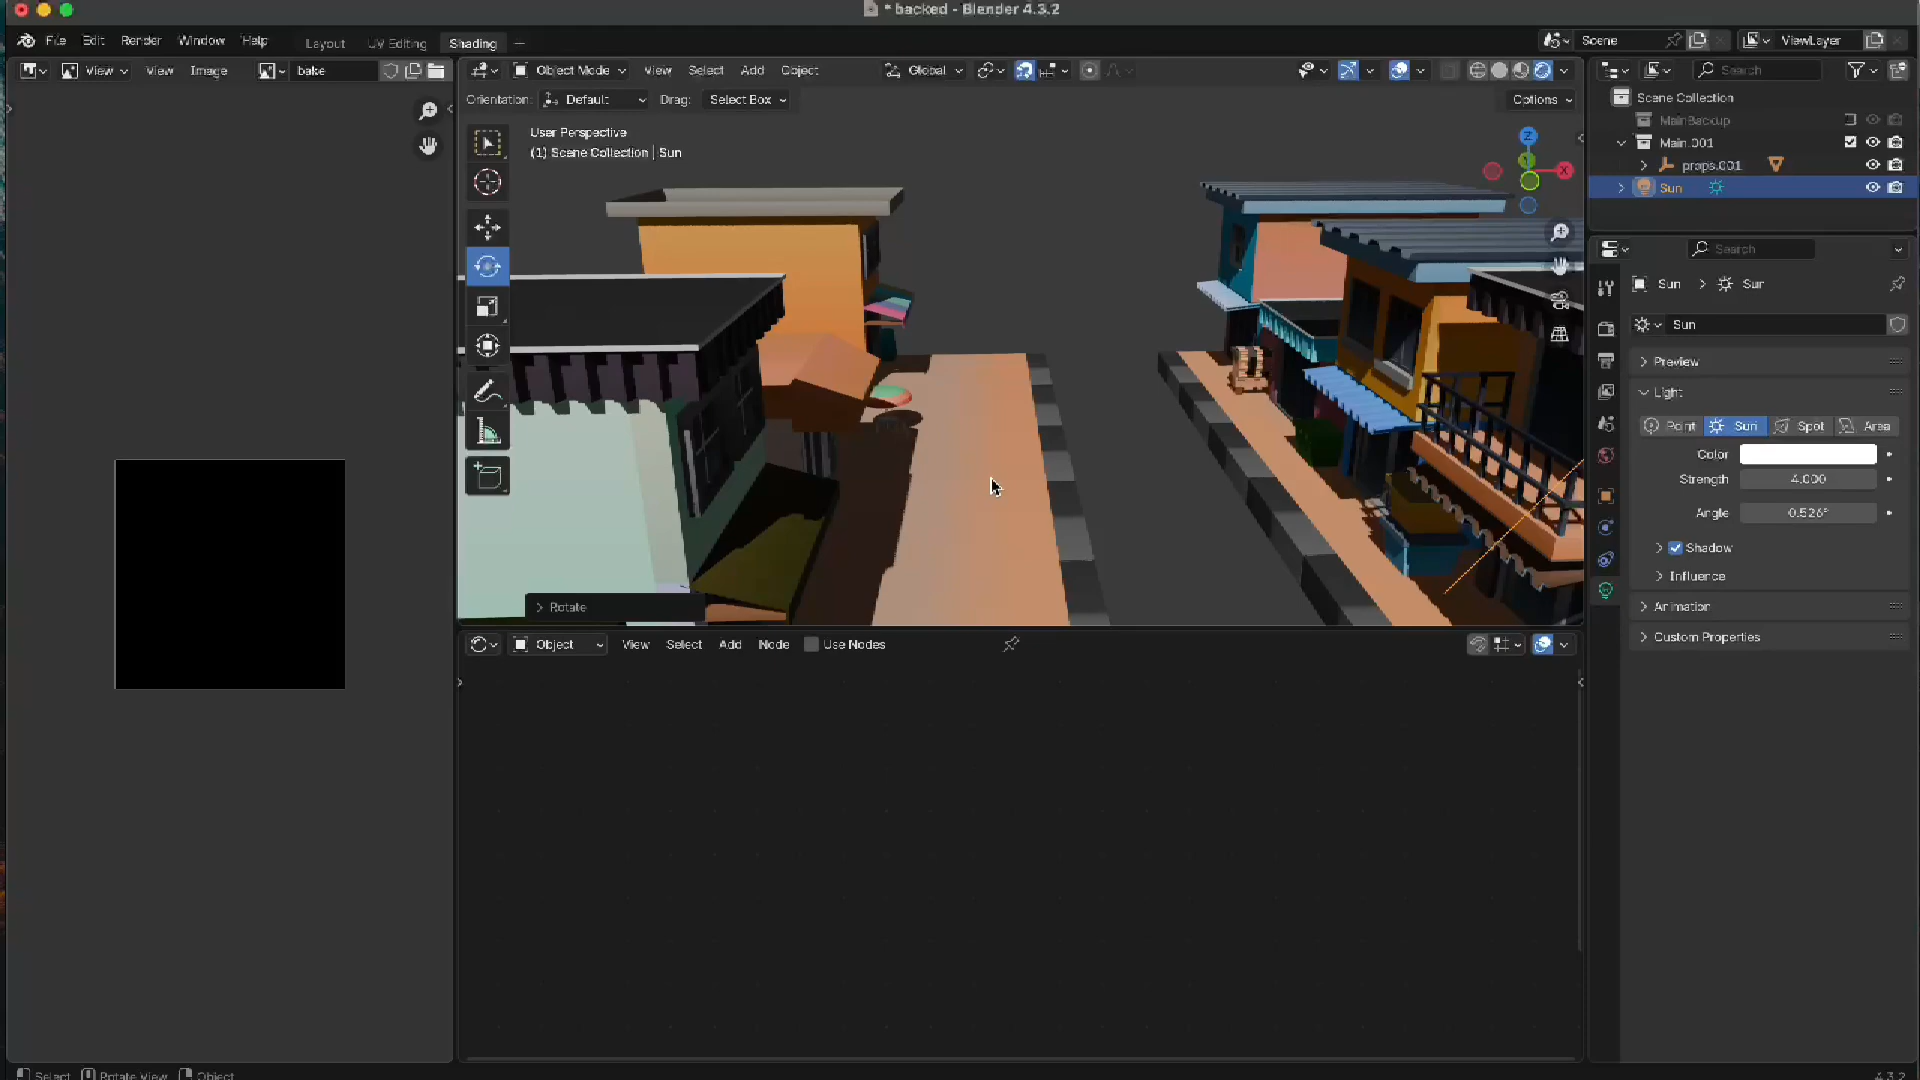 * backed - Blender 4.3.2
File Edit Render Window Help Layout UV Editing Shading
Scene ViewLayer
View View Image bake
Object Mode View Select Add Object Global
Search
Orientation: Default Drag: Select Box Options
Scene Collection
MainBackup
Main.001
props.001
Sun
User Perspective
(1) Scene Collection | Sun
Z
X
Search
Sun > Sun
Sun
Preview
Light
Point Sun Spot Area
Color
Strength 4.000
Angle 0.526°
Shadow
Influence
Animation
Custom Properties
Rotate
Object View Select Add Node Use Nodes
Select Rotate View Object
4.3.2